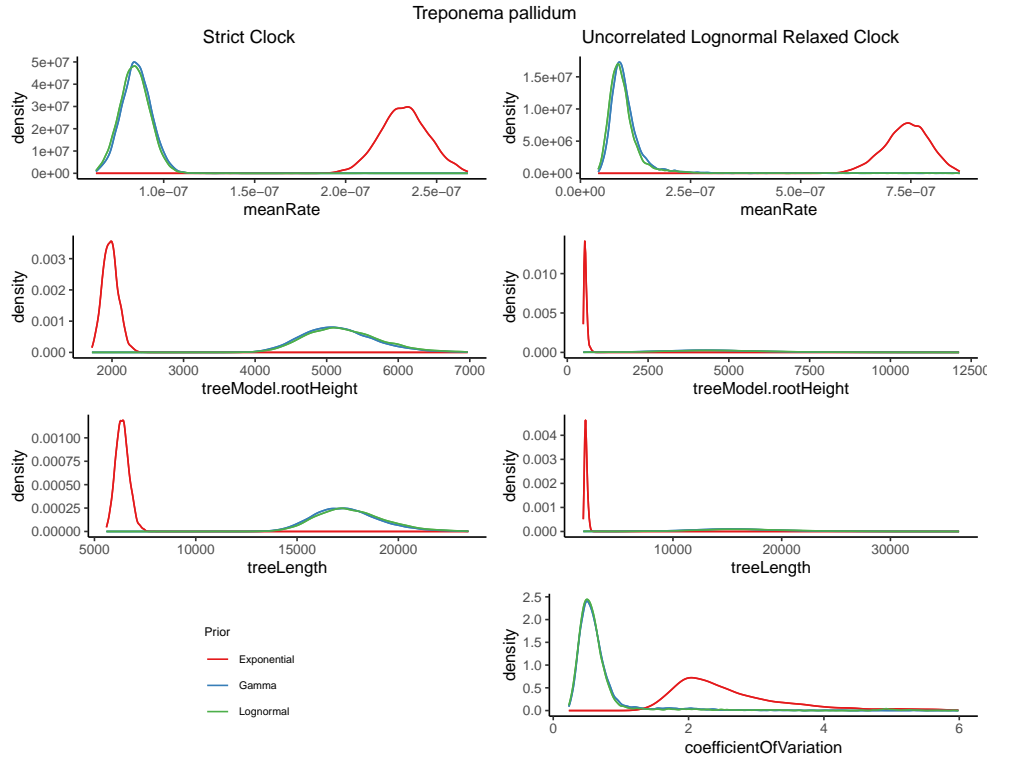 Treponema pallidum
Strict Clock
Uncorrelated Lognormal Relaxed Clock
density
5e+07
4e+07
3e+07
2e+07
1e+07
0e+00
1.0e−07 1.5e−07 2.0e−07 2.5e−07
meanRate
density
1.5e+07
1.0e+07
5.0e+06
0.0e+00
0.0e+00 2.5e−07 5.0e−07 7.5e−07
meanRate
density
0.003
0.002
0.001
0.000
2000 3000 4000 5000 6000 7000
treeModel.rootHeight
density
0.010
0.005
0.000
0 2500 5000 7500 10000 12500
treeModel.rootHeight
density
0.00100
0.00075
0.00050
0.00025
0.00000
5000 10000 15000 20000
treeLength
density
0.004
0.003
0.002
0.001
0.000
10000 20000 30000
treeLength
Prior
Exponential
Gamma
Lognormal
density
2.5
2.0
1.5
1.0
0.5
0.0
0 2 4 6
coefficientOfVariation